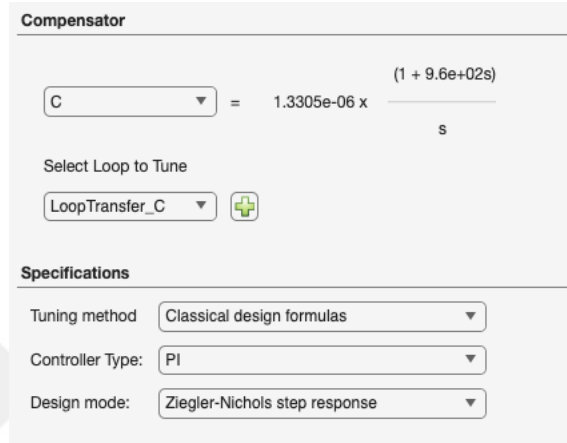 Compensator
(1 + 9.6e+02s)
C = 1.3305e-06 x
s
Select Loop to Tune
LoopTransfer_C
Specifications
Tuning method Classical design formulas
Controller Type: PI
Design mode: Ziegler-Nichols step response